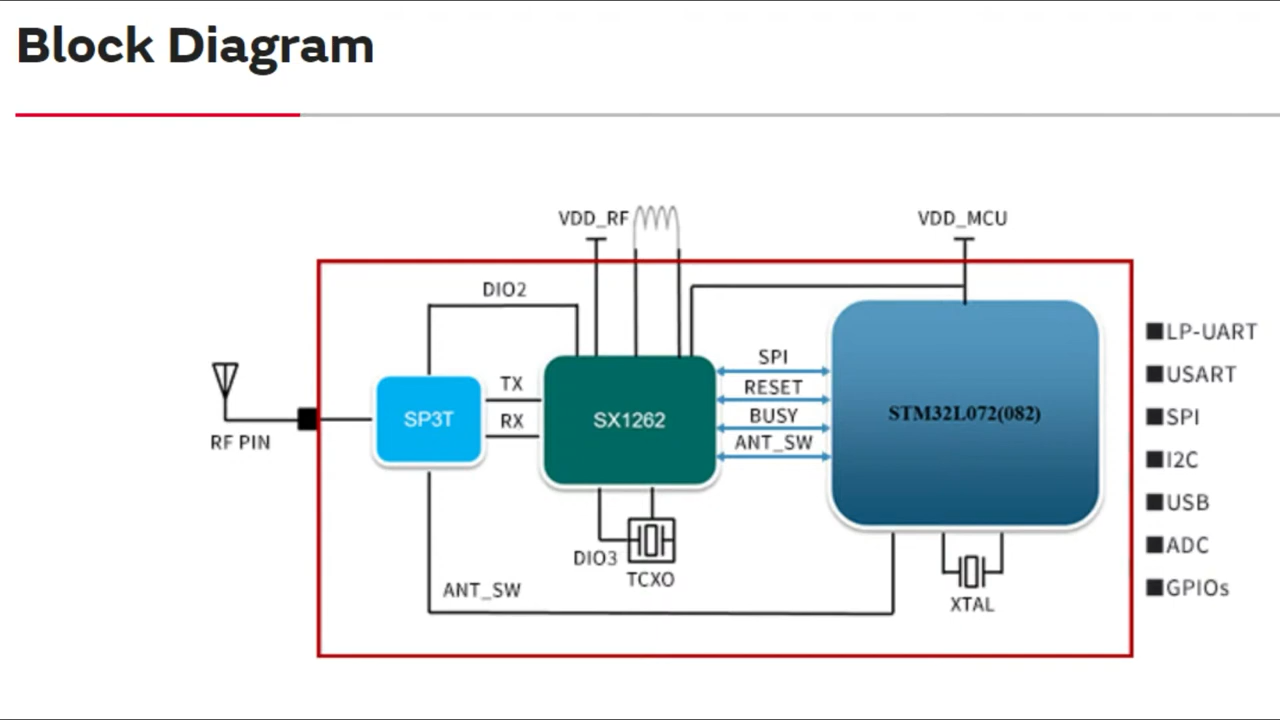 Block Diagram
VDD_RF
VDD_MCU
DIO2
SPI
TX
RESET
SP3T
RX
SX1262
BUSY
STM32L072(082)
RF PIN
ANT_SW
DIO3
TCXO
ANT_SW
XTAL
LP-UART
USART
SPI
I2C
USB
ADC
GPIOs